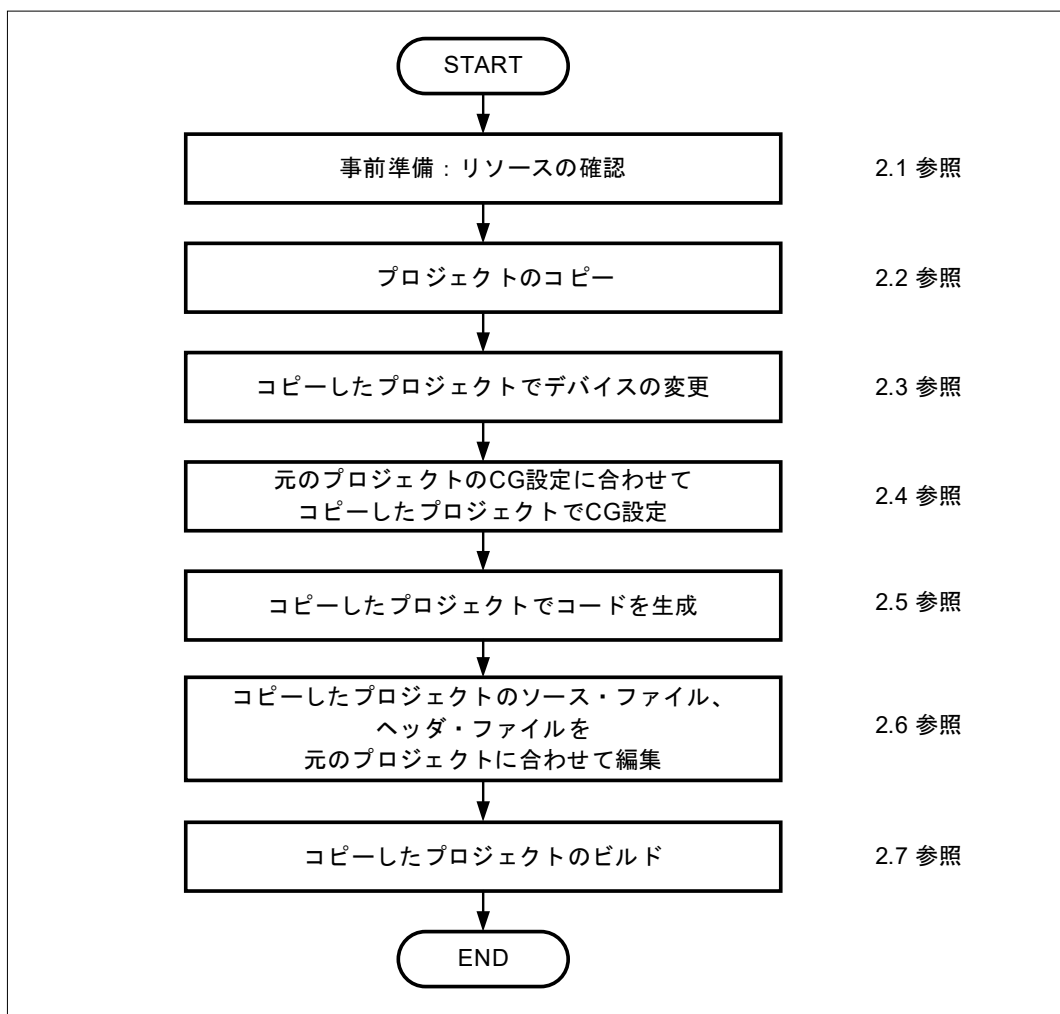 START
事前準備：リソースの確認
2.1 参照
プロジェクトのコピー
2.2 参照
コピーしたプロジェクトでデバイスの変更
2.3 参照
元のプロジェクトのCG設定に合わせて
コピーしたプロジェクトでCG設定
2.4 参照
コピーしたプロジェクトでコードを生成
2.5 参照
コピーしたプロジェクトのソース・ファイル、
ヘッダ・ファイルを
元のプロジェクトに合わせて編集
2.6 参照
コピーしたプロジェクトのビルド
2.7 参照
END